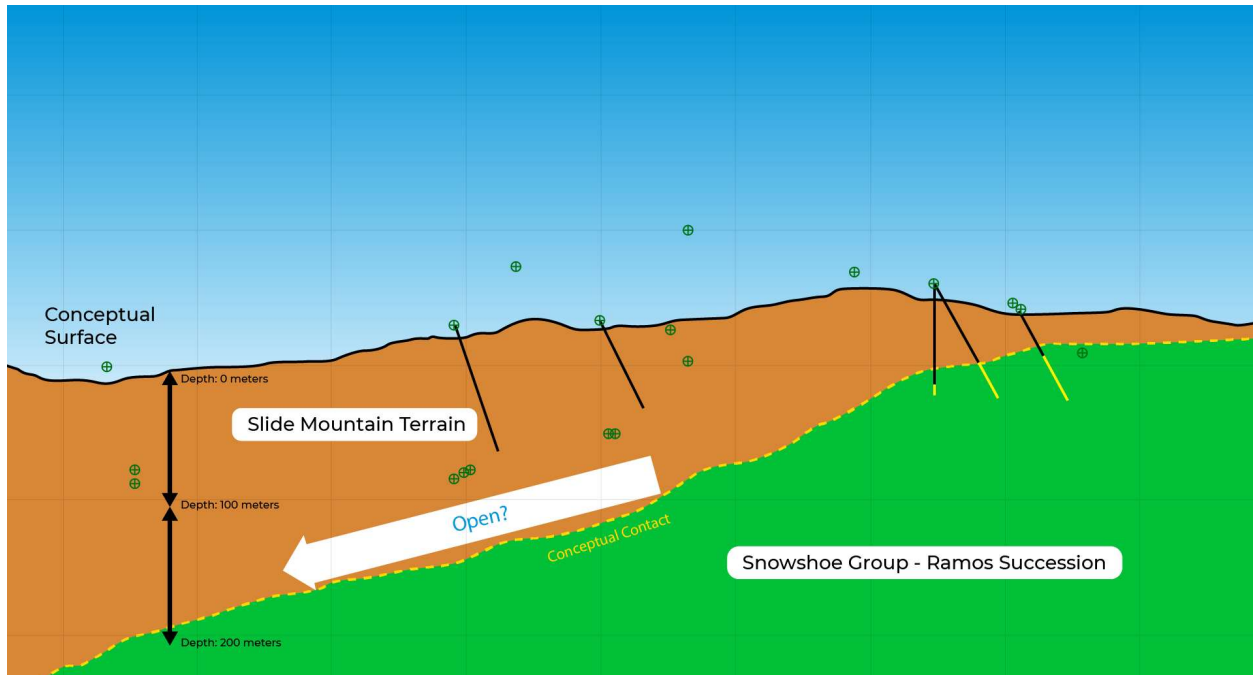 Conceptual
Surface
Depth: 0 meters
Slide Mountain Terrain
Depth: 100 meters
Open?
Conceptual Contact
Snowshoe Group - Ramos Succession
Depth: 200 meters